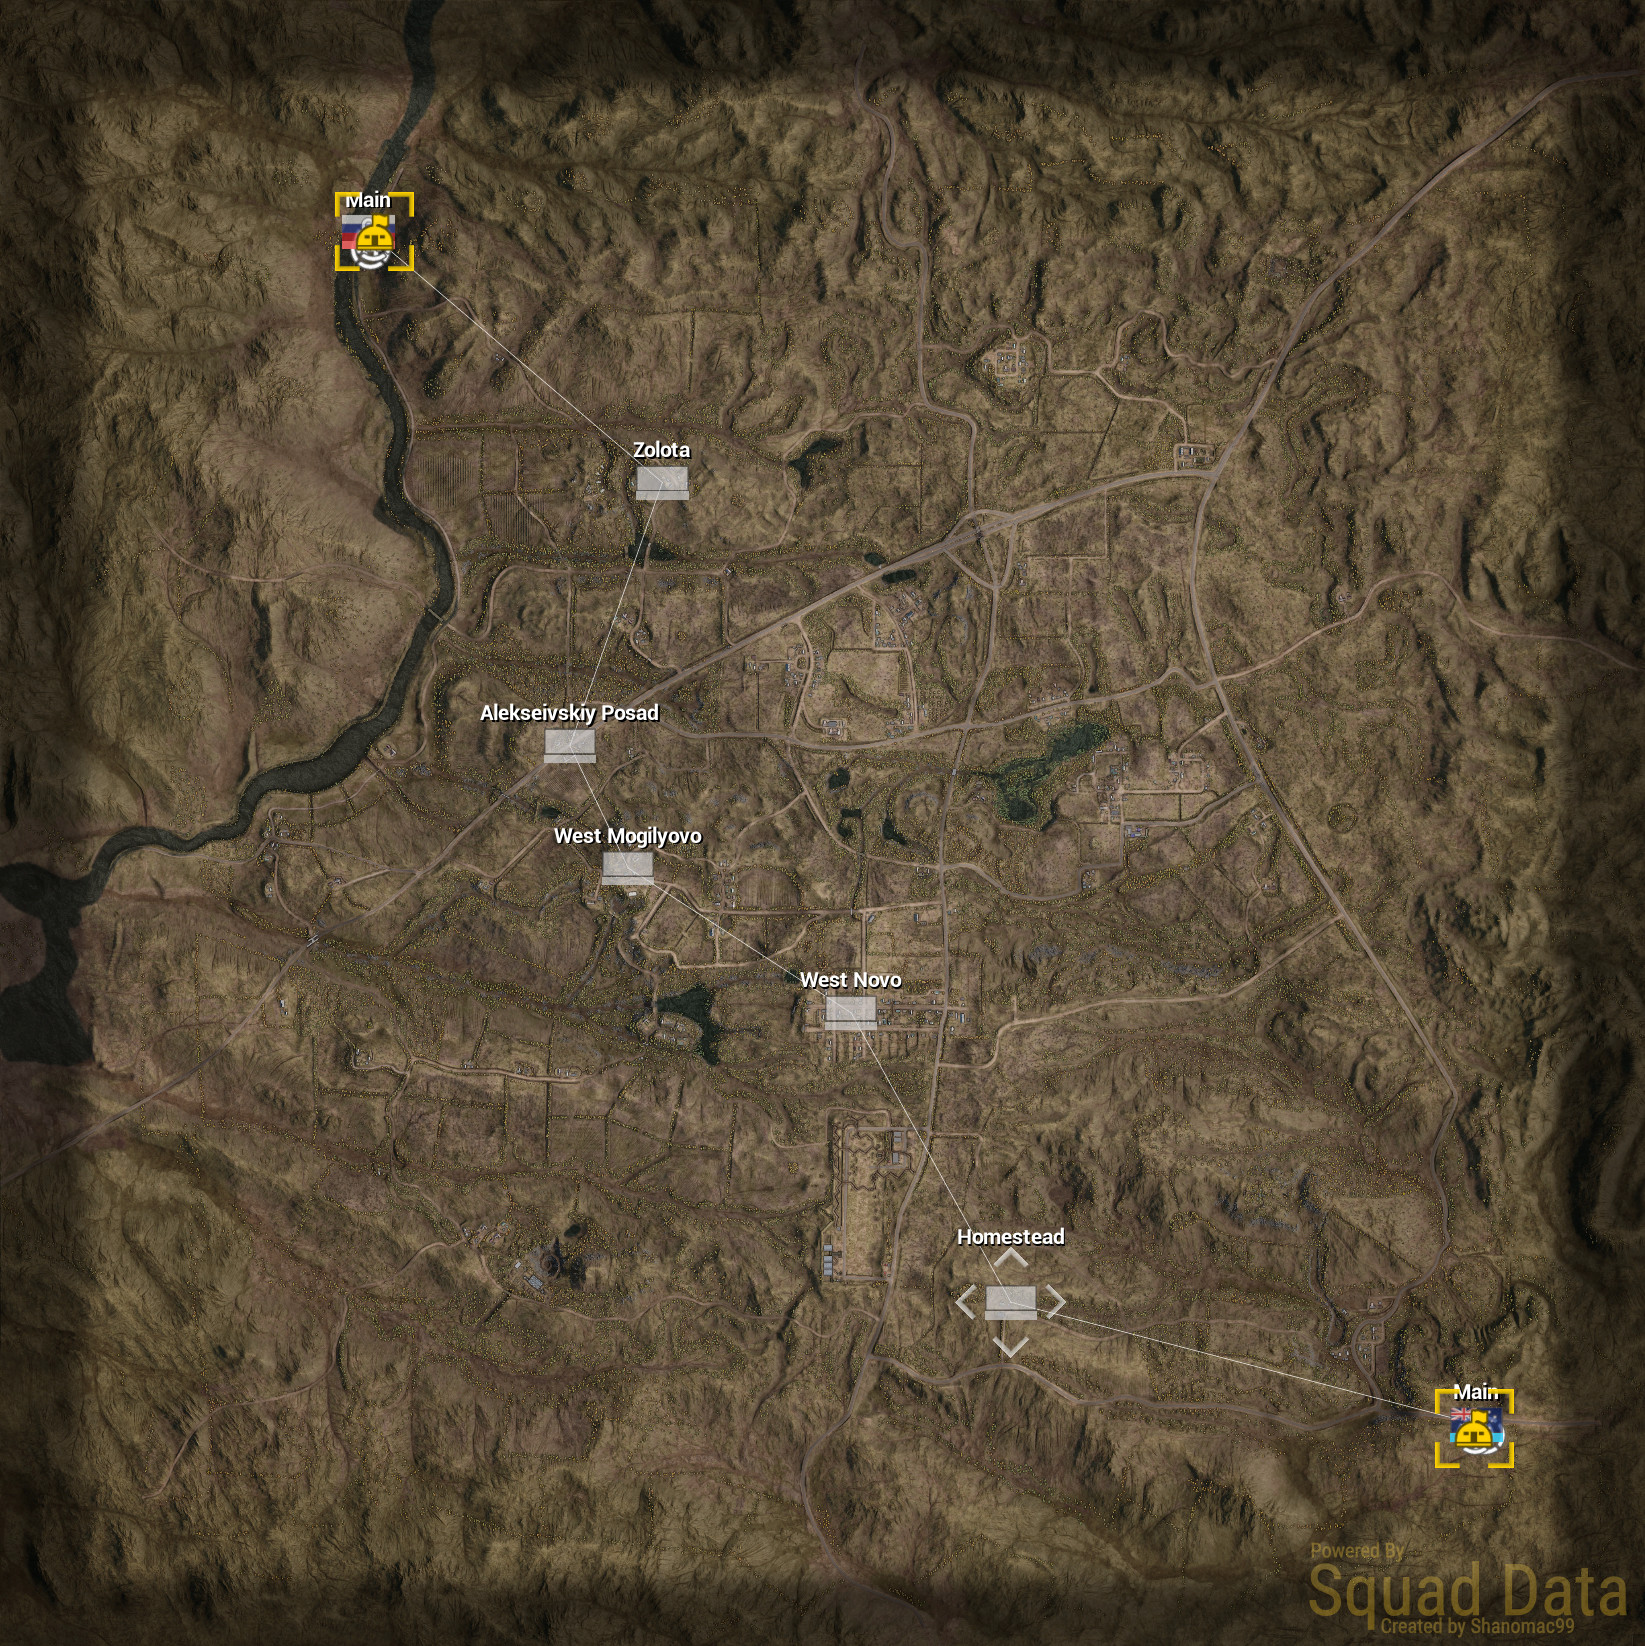 Main
Zolota
Alekseivskiy Posad
West Mogilyovo
West Novo
Homestead
Main
Powered By
Squad Data
Created by Shanomac99